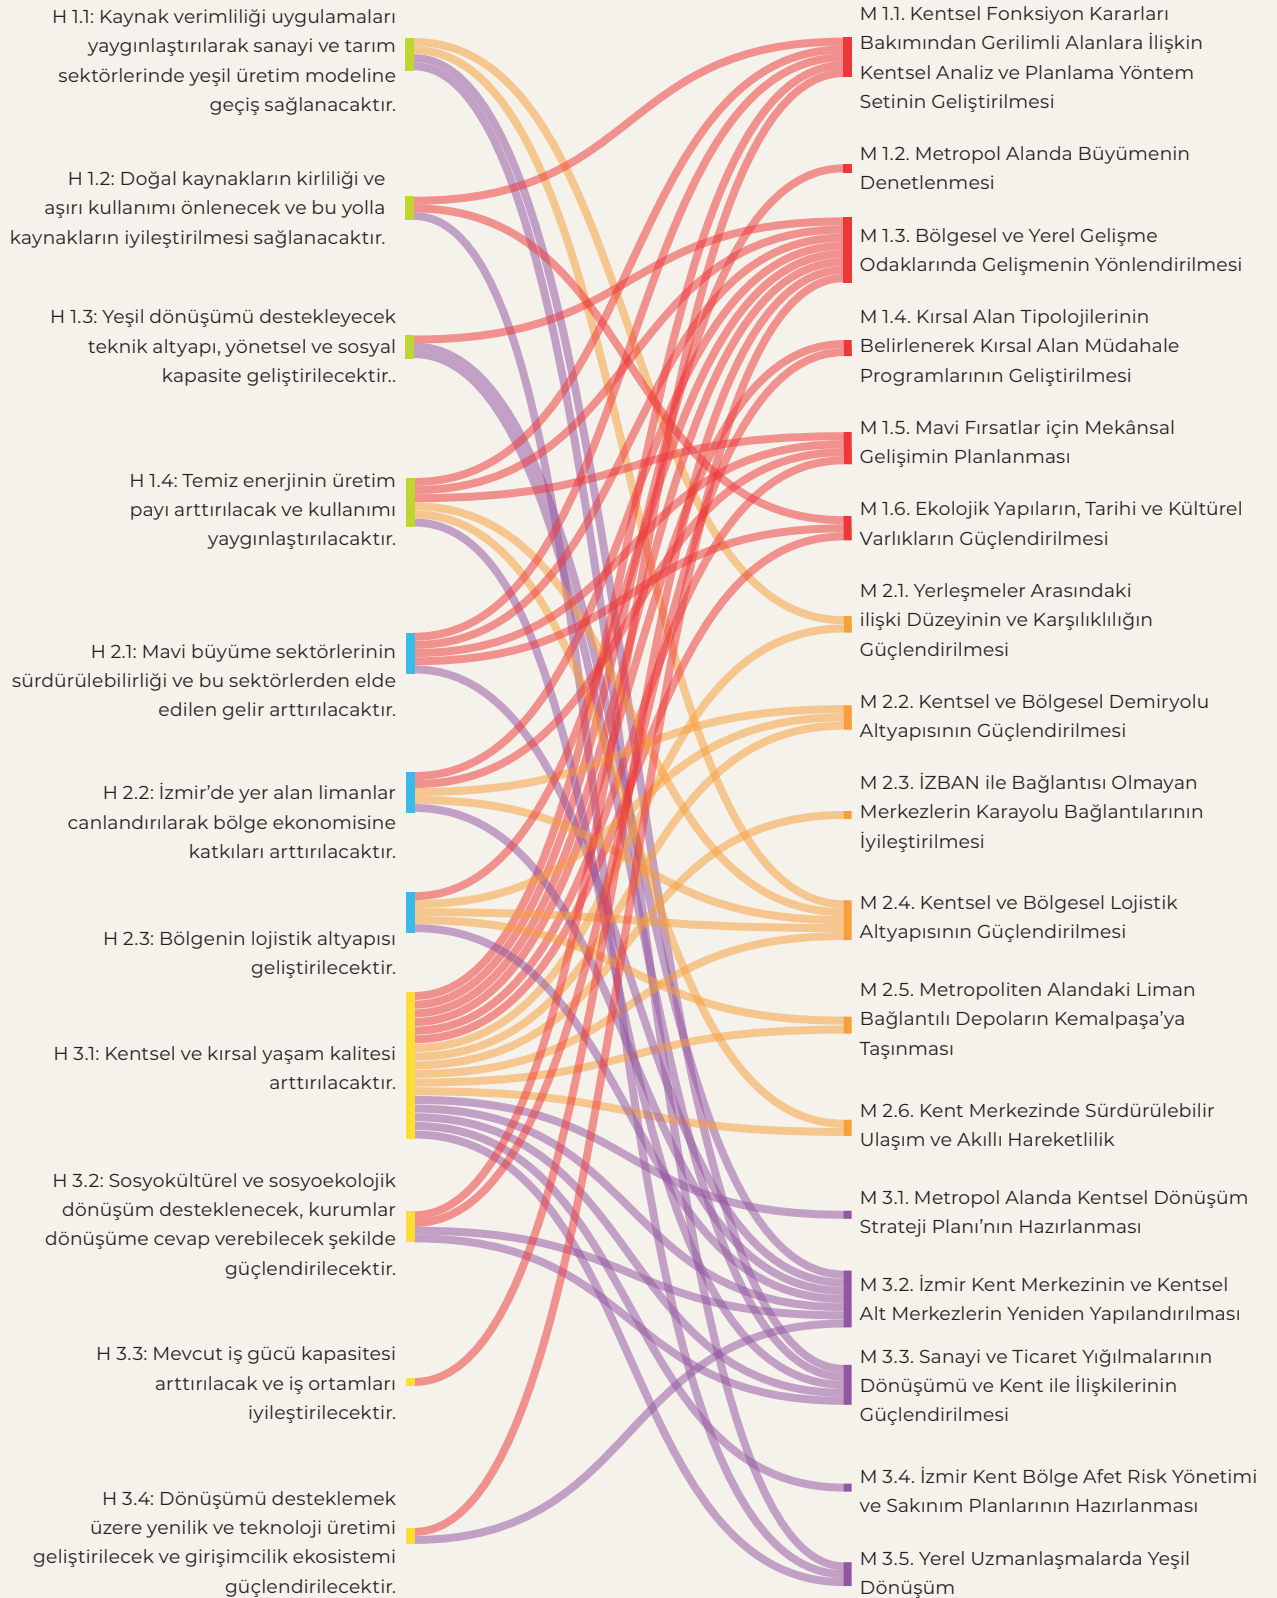 H 1.1: Kaynak verimliliği uygulamaları
yaygınlaştırılarak sanayi ve tarım
sektörlerinde yeşil üretim modeline
geçiş sağlanacaktır.
H 1.2: Doğal kaynakların kirliliği ve
aşırı kullanımı önlenecek ve bu yolla
kaynakların iyileştirilmesi sağlanacaktır.
H 1.3: Yeşil dönüşümü destekleyecek
teknik altyapı, yönetsel ve sosyal
kapasite geliştirilecektir..
H 1.4: Temiz enerjinin üretim
payı arttırılacak ve kullanımı
yaygınlaştırılacaktır.
H 2.1: Mavi büyüme sektörlerinin
sürdürülebilirliği ve bu sektörlerden elde
edilen gelir arttırılacaktır.
H 2.2: İzmir’de yer alan limanlar
canlandırılarak bölge ekonomisine
katkıları arttırılacaktır.
H 2.3: Bölgenin lojistik altyapısı
geliştirilecektir.
H 3.1: Kentsel ve kırsal yaşam kalitesi
arttırılacaktır.
H 3.2: Sosyokültürel ve sosyoekolojik
dönüşüm desteklenecek, kurumlar
dönüşüme cevap verebilecek şekilde
güçlendirilecektir.
H 3.3: Mevcut iş gücü kapasitesi
arttırılacak ve iş ortamları
iyileştirilecektir.
H 3.4: Dönüşümü desteklemek
üzere yenilik ve teknoloji üretimi
geliştirilecek ve girişimcilik ekosistemi
güçlendirilecektir.
M 1.1. Kentsel Fonksiyon Kararları
Bakımından Gerilimli Alanlara İlişkin
Kentsel Analiz ve Planlama Yöntem
Setinin Geliştirilmesi
M 1.2. Metropol Alanda Büyümenin
Denetlenmesi
M 1.3. Bölgesel ve Yerel Gelişme
Odaklarında Gelişmenin Yönlendirilmesi
M 1.4. Kırsal Alan Tipolojilerinin
Belirlenerek Kırsal Alan Müdahale
Programlarının Geliştirilmesi
M 1.5. Mavi Fırsatlar için Mekânsal
Gelişimin Planlanması
M 1.6. Ekolojik Yapıların, Tarihi ve Kültürel
Varlıkların Güçlendirilmesi
M 2.1. Yerleşmeler Arasındaki
ilişki Düzeyinin ve Karşılıklılığın
Güçlendirilmesi
M 2.2. Kentsel ve Bölgesel Demiryolu
Altyapısının Güçlendirilmesi
M 2.3. İZBAN ile Bağlantısı Olmayan
Merkezlerin Karayolu Bağlantılarının
İyileştirilmesi
M 2.4. Kentsel ve Bölgesel Lojistik
Altyapısının Güçlendirilmesi
M 2.5. Metropoliten Alandaki Liman
Bağlantılı Depoların Kemalpaşa’ya
Taşınması
M 2.6. Kent Merkezinde Sürdürülebilir
Ulaşım ve Akıllı Hareketlilik
M 3.1. Metropol Alanda Kentsel Dönüşüm
Strateji Planı’nın Hazırlanması
M 3.2. İzmir Kent Merkezinin ve Kentsel
Alt Merkezlerin Yeniden Yapılandırılması
M 3.3. Sanayi ve Ticaret Yığılmalarının
Dönüşümü ve Kent ile İlişkilerinin
Güçlendirilmesi
M 3.4. İzmir Kent Bölge Afet Risk Yönetimi
ve Sakınım Planlarının Hazırlanması
M 3.5. Yerel Uzmanlaşmalarda Yeşil
Dönüşüm